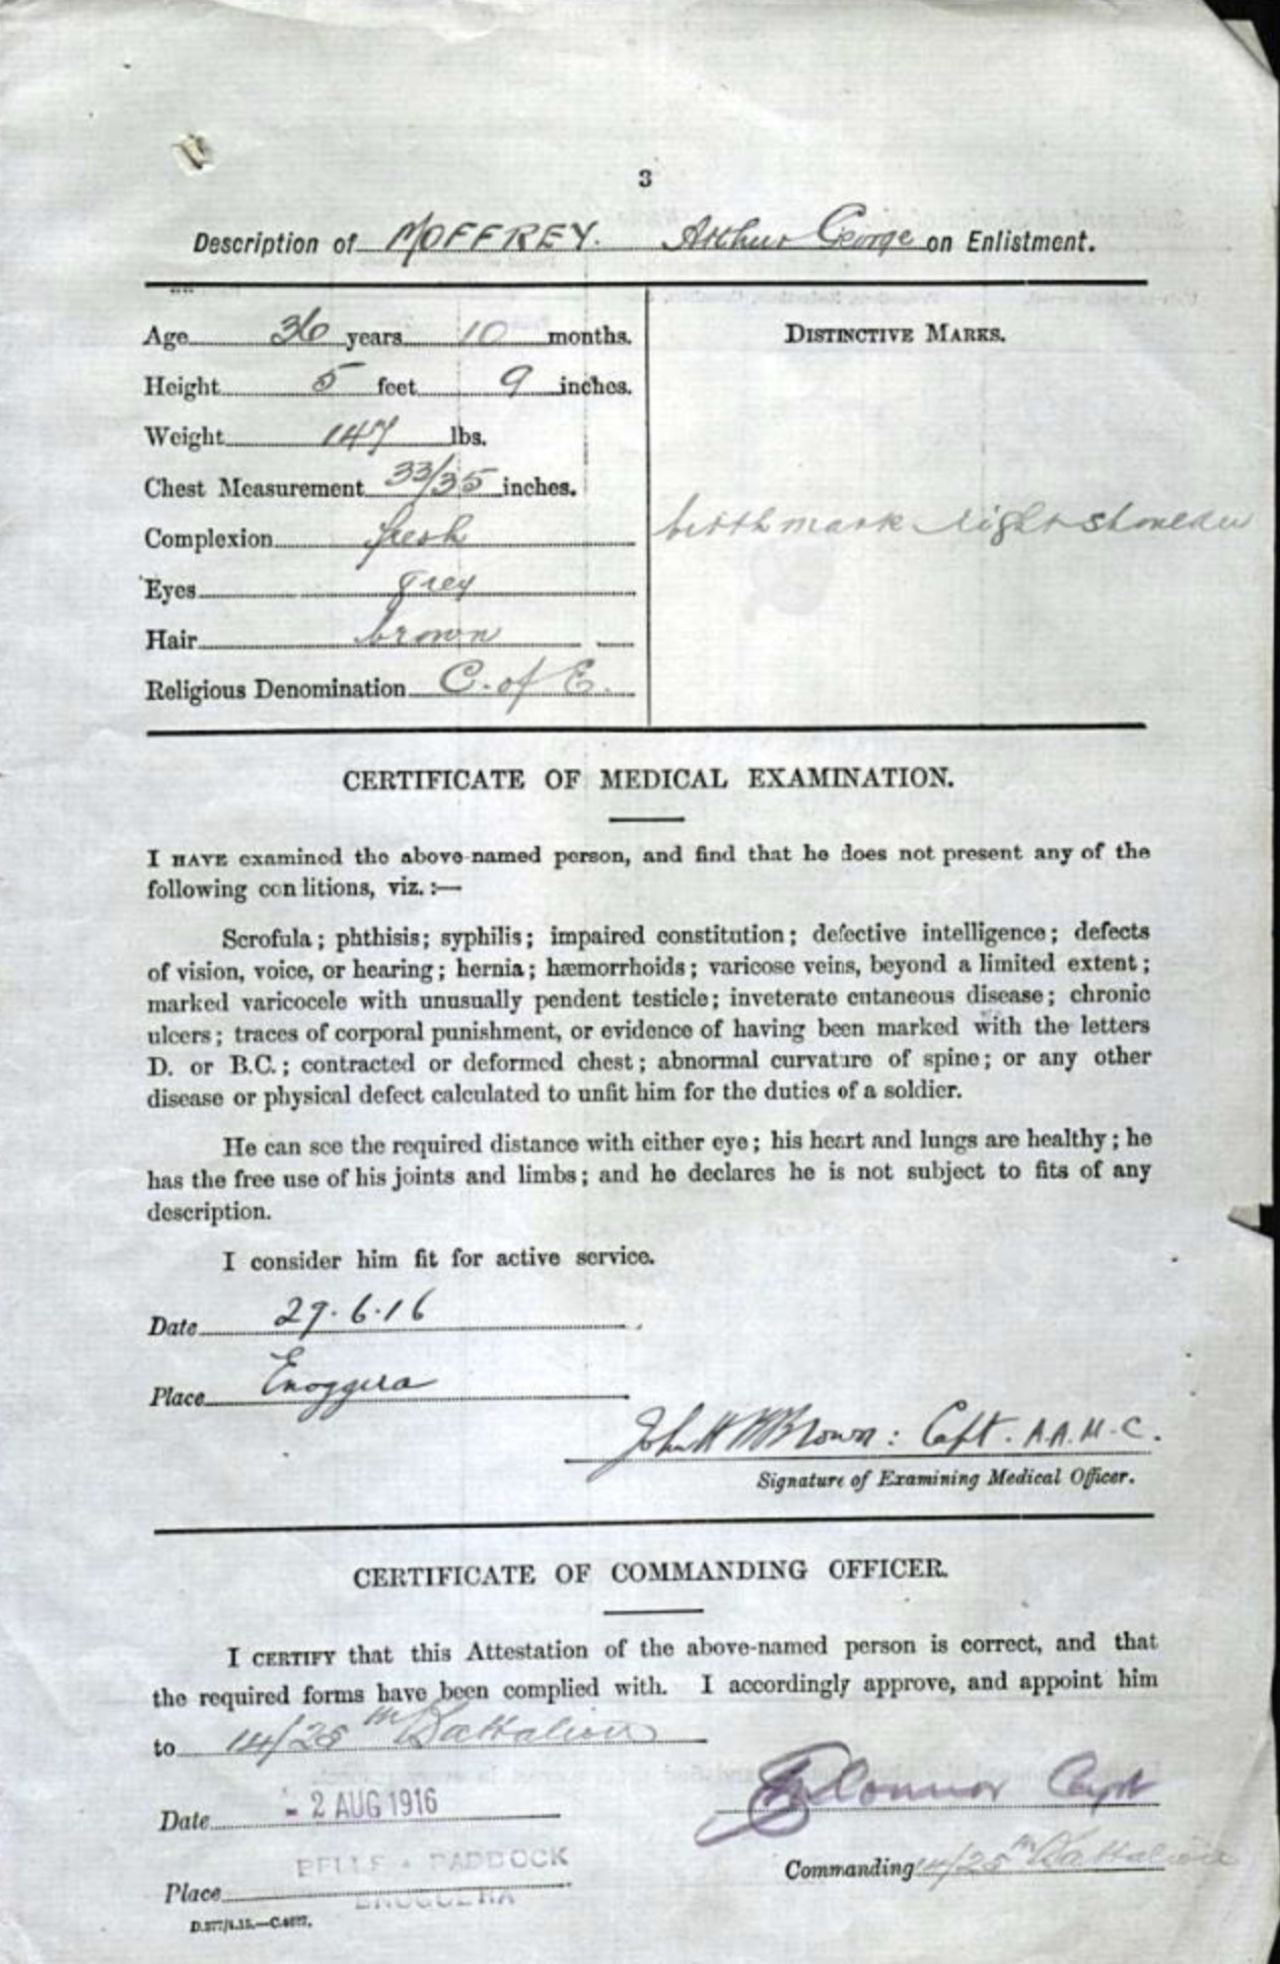 3
Description of MOFFREY. Arthur George on Enlistment.
Age 36 years 10 months.
Height 5 feet 9 inches.
Weight 147 lbs.
Chest Measurement 33/35 inches.
Complexion fresh
Eyes grey
Hair brown
Religious Denomination C. of E.
DISTINCTIVE MARKS.
birth mark right shoulder
CERTIFICATE OF MEDICAL EXAMINATION.
I HAVE examined the above-named person, and find that he does not present any of the
following con litions, viz. :—
Scrofula ; phthisis; syphilis; impaired constitution ; defective intelligence ; defects
of vision, voice, or hearing ; hernia ; hæmorrhoids ; varicose veins, beyond a limited extent ;
marked varicocele with unusually pendent testicle ; inveterate cutaneous disease ; chronic
ulcers ; traces of corporal punishment, or evidence of having been marked with the letters
D. or B.C. ; contracted or deformed chest ; abnormal curvature of spine ; or any other
disease or physical defect calculated to unfit him for the duties of a soldier.
He can see the required distance with either eye ; his heart and lungs are healthy ; he
has the free use of his joints and limbs ; and he declares he is not subject to fits of any
description.
I consider him fit for active service.
Date 29.6.16
Place Enoggera
John H Brown : Capt. A.A.M.C.
Signature of Examining Medical Officer.
CERTIFICATE OF COMMANDING OFFICER.
I CERTIFY that this Attestation of the above-named person is correct, and that
the required forms have been complied with. I accordingly approve, and appoint him
to 14/25th Battalion
Date - 2 AUG 1916
O'Connor Capt
Commanding 14/25th Battalion
Place BELL'S PADDOCK
ENOGGERA